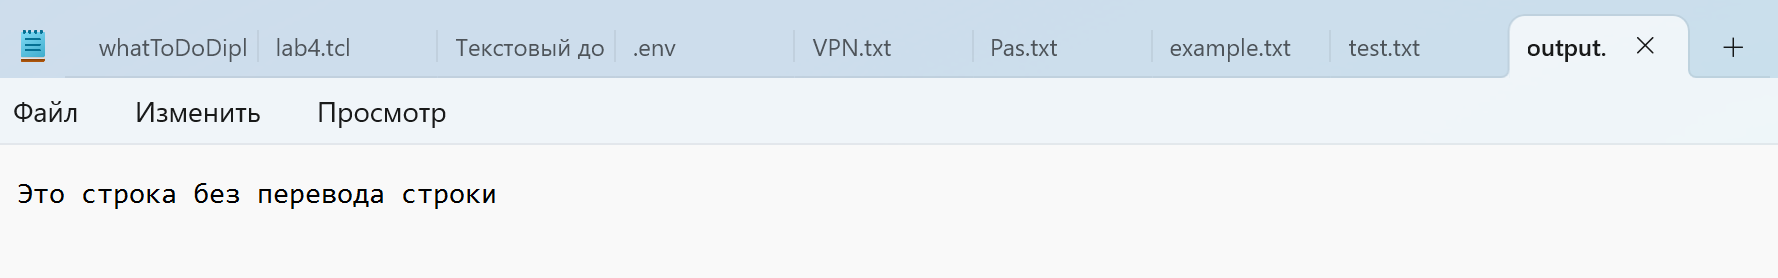 whatToDoDipl lab4.tcl Текстовый до .env VPN.txt Pas.txt example.txt test.txt output.
Файл Изменить Просмотр
Это строка без перевода строки